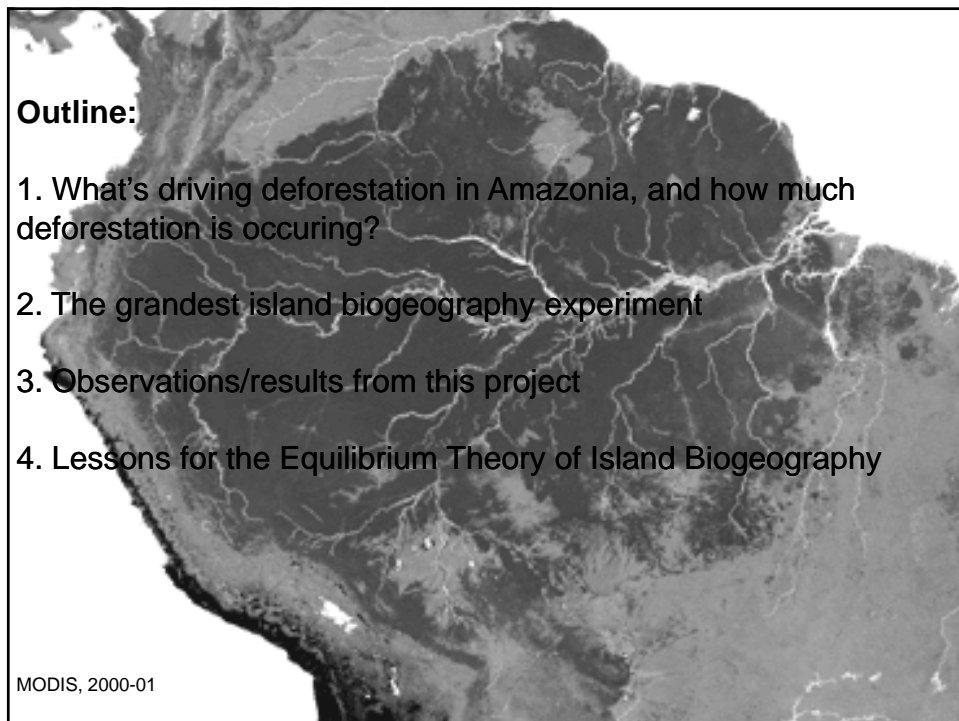 Outline:
1. What's driving deforestation in Amazonia, and how much
deforestation is occuring?
2. The grandest island biogeography experiment
3. Observations/results from this project
4. Lessons for the Equilibrium Theory of Island Biogeography
MODIS, 2000-01